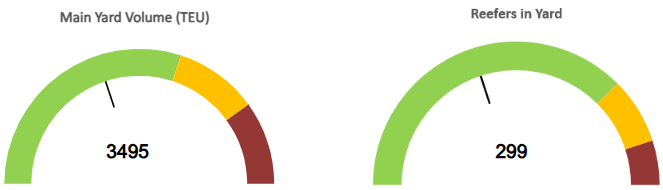 Main Yard Volume (TEU)
3495
Reefers in Yard
299